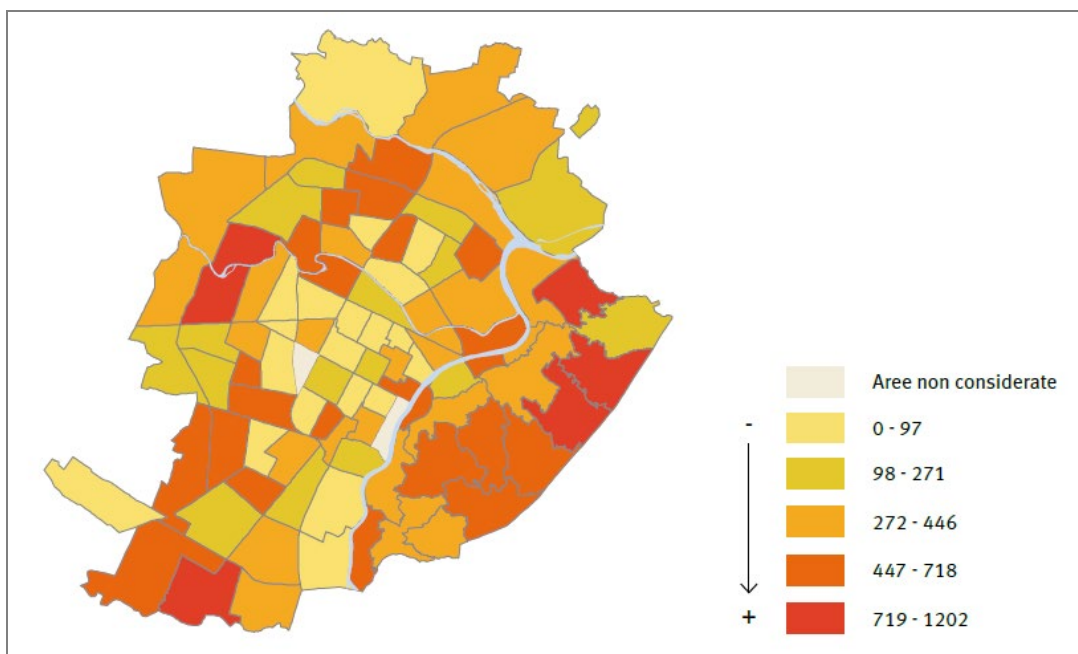 Aree non considerate
-
0 - 97
98 - 271
272 - 446
447 - 718
+
719 - 1202